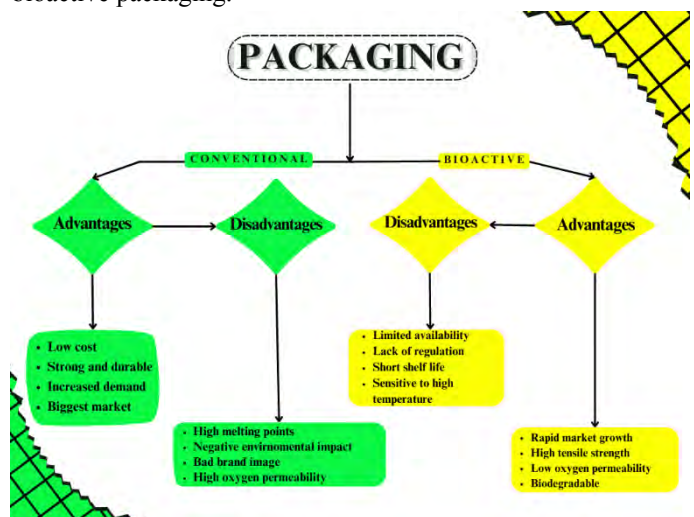 bioactive packaging.
PACKAGING
CONVENTIONAL
BIOACTIVE
Advantages
Disadvantages
Disadvantages
Advantages
• Low cost
• Strong and durable
• Increased demand
• Biggest market
• High melting points
• Negative envirnomental impact
• Bad brand image
• High oxygen permeability
• Limited availability
• Lack of regulation
• Short shelf life
• Sensitive to high
temperature
• Rapid market growth
• High tensile strength
• Low oxygen permeability
• Biodegradable